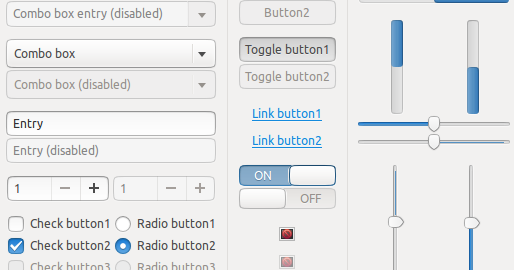 Combo box entry (disabled)
Combo box
Combo box (disabled)
Entry
Entry (disabled)
1
1
Check button1
Radio button1
Check button2
Radio button2
Check button3
Radio button3
Button2
Toggle button1
Toggle button2
Link button1
Link button2
ON
OFF